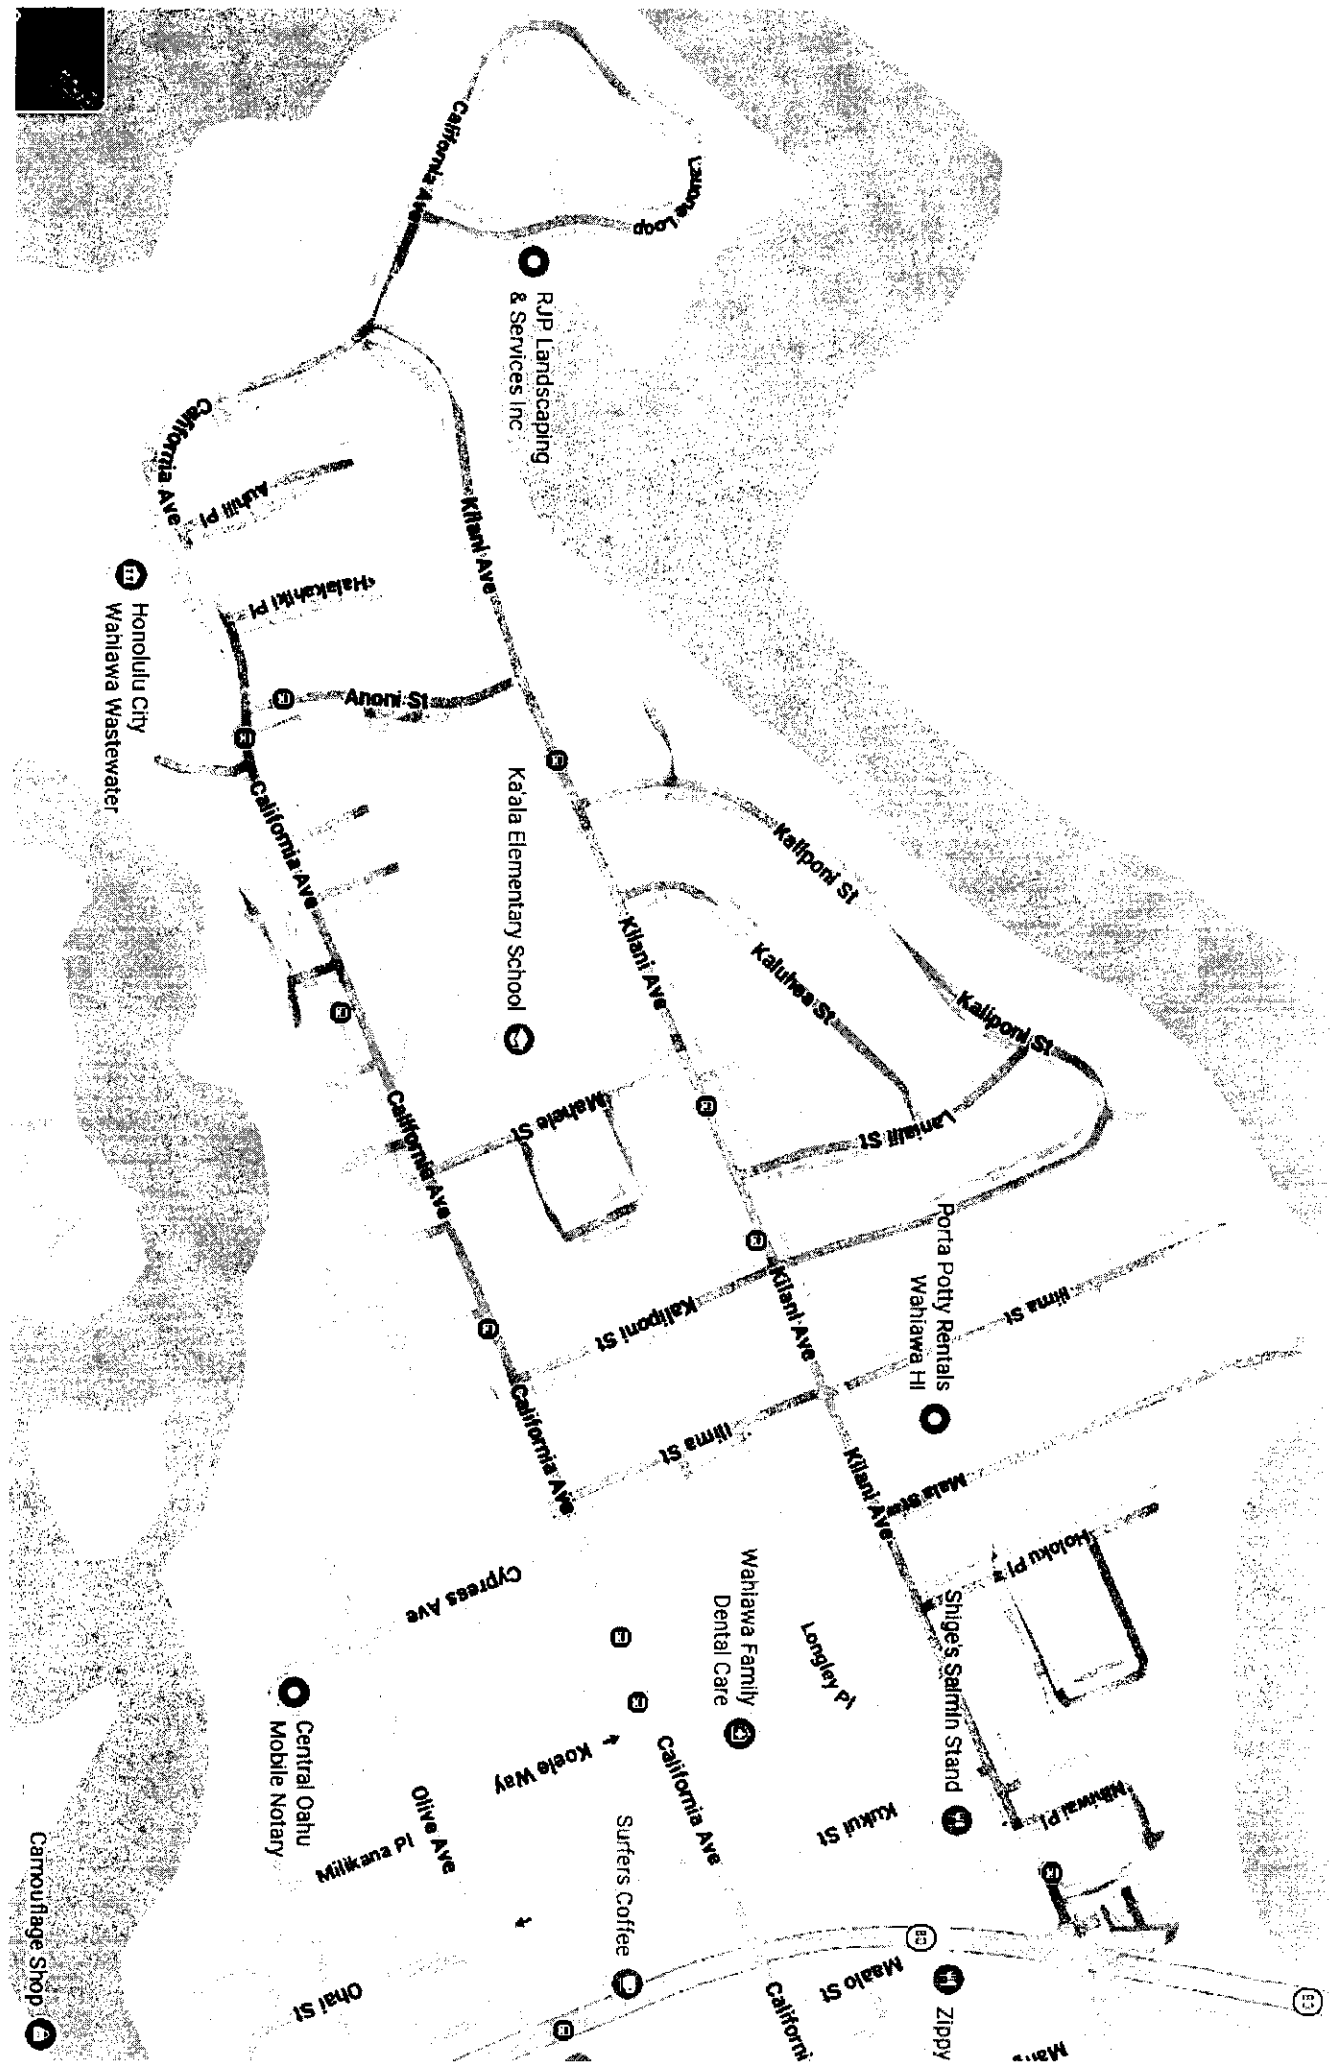 California Ave
Lauone Loop
RJP Landscaping
& Services Inc
California Ave
Auhili Pl
Kilani Ave
Halakahiki Pl
Honolulu City
Wahiawa Wastewater
Anoni St
California Ave
Ka'ala Elementary School
Kaliponi St
Kilani Ave
Kaluhea St
Kaliponi St
Mahele St
Lanialii St
California Ave
Porta Potty Rentals
Wahiawa HI
Kilani Ave
Kaliponi St
Ilima St
California Ave
Ilima St
Kilani Ave
Mala St
Holoku Pl
Cypress Ave
Wahiawa Family
Dental Care
Longley Pl
Shige's Saimin Stand
Central Oahu
Mobile Notary
Koele Way
California Ave
Olive Ave
Milikana Pl
Kukui St
Mihiwai Pl
Surfers Coffee
Camouflage Shop
Ohai St
80
Maalo St
Californi
Zippy
80